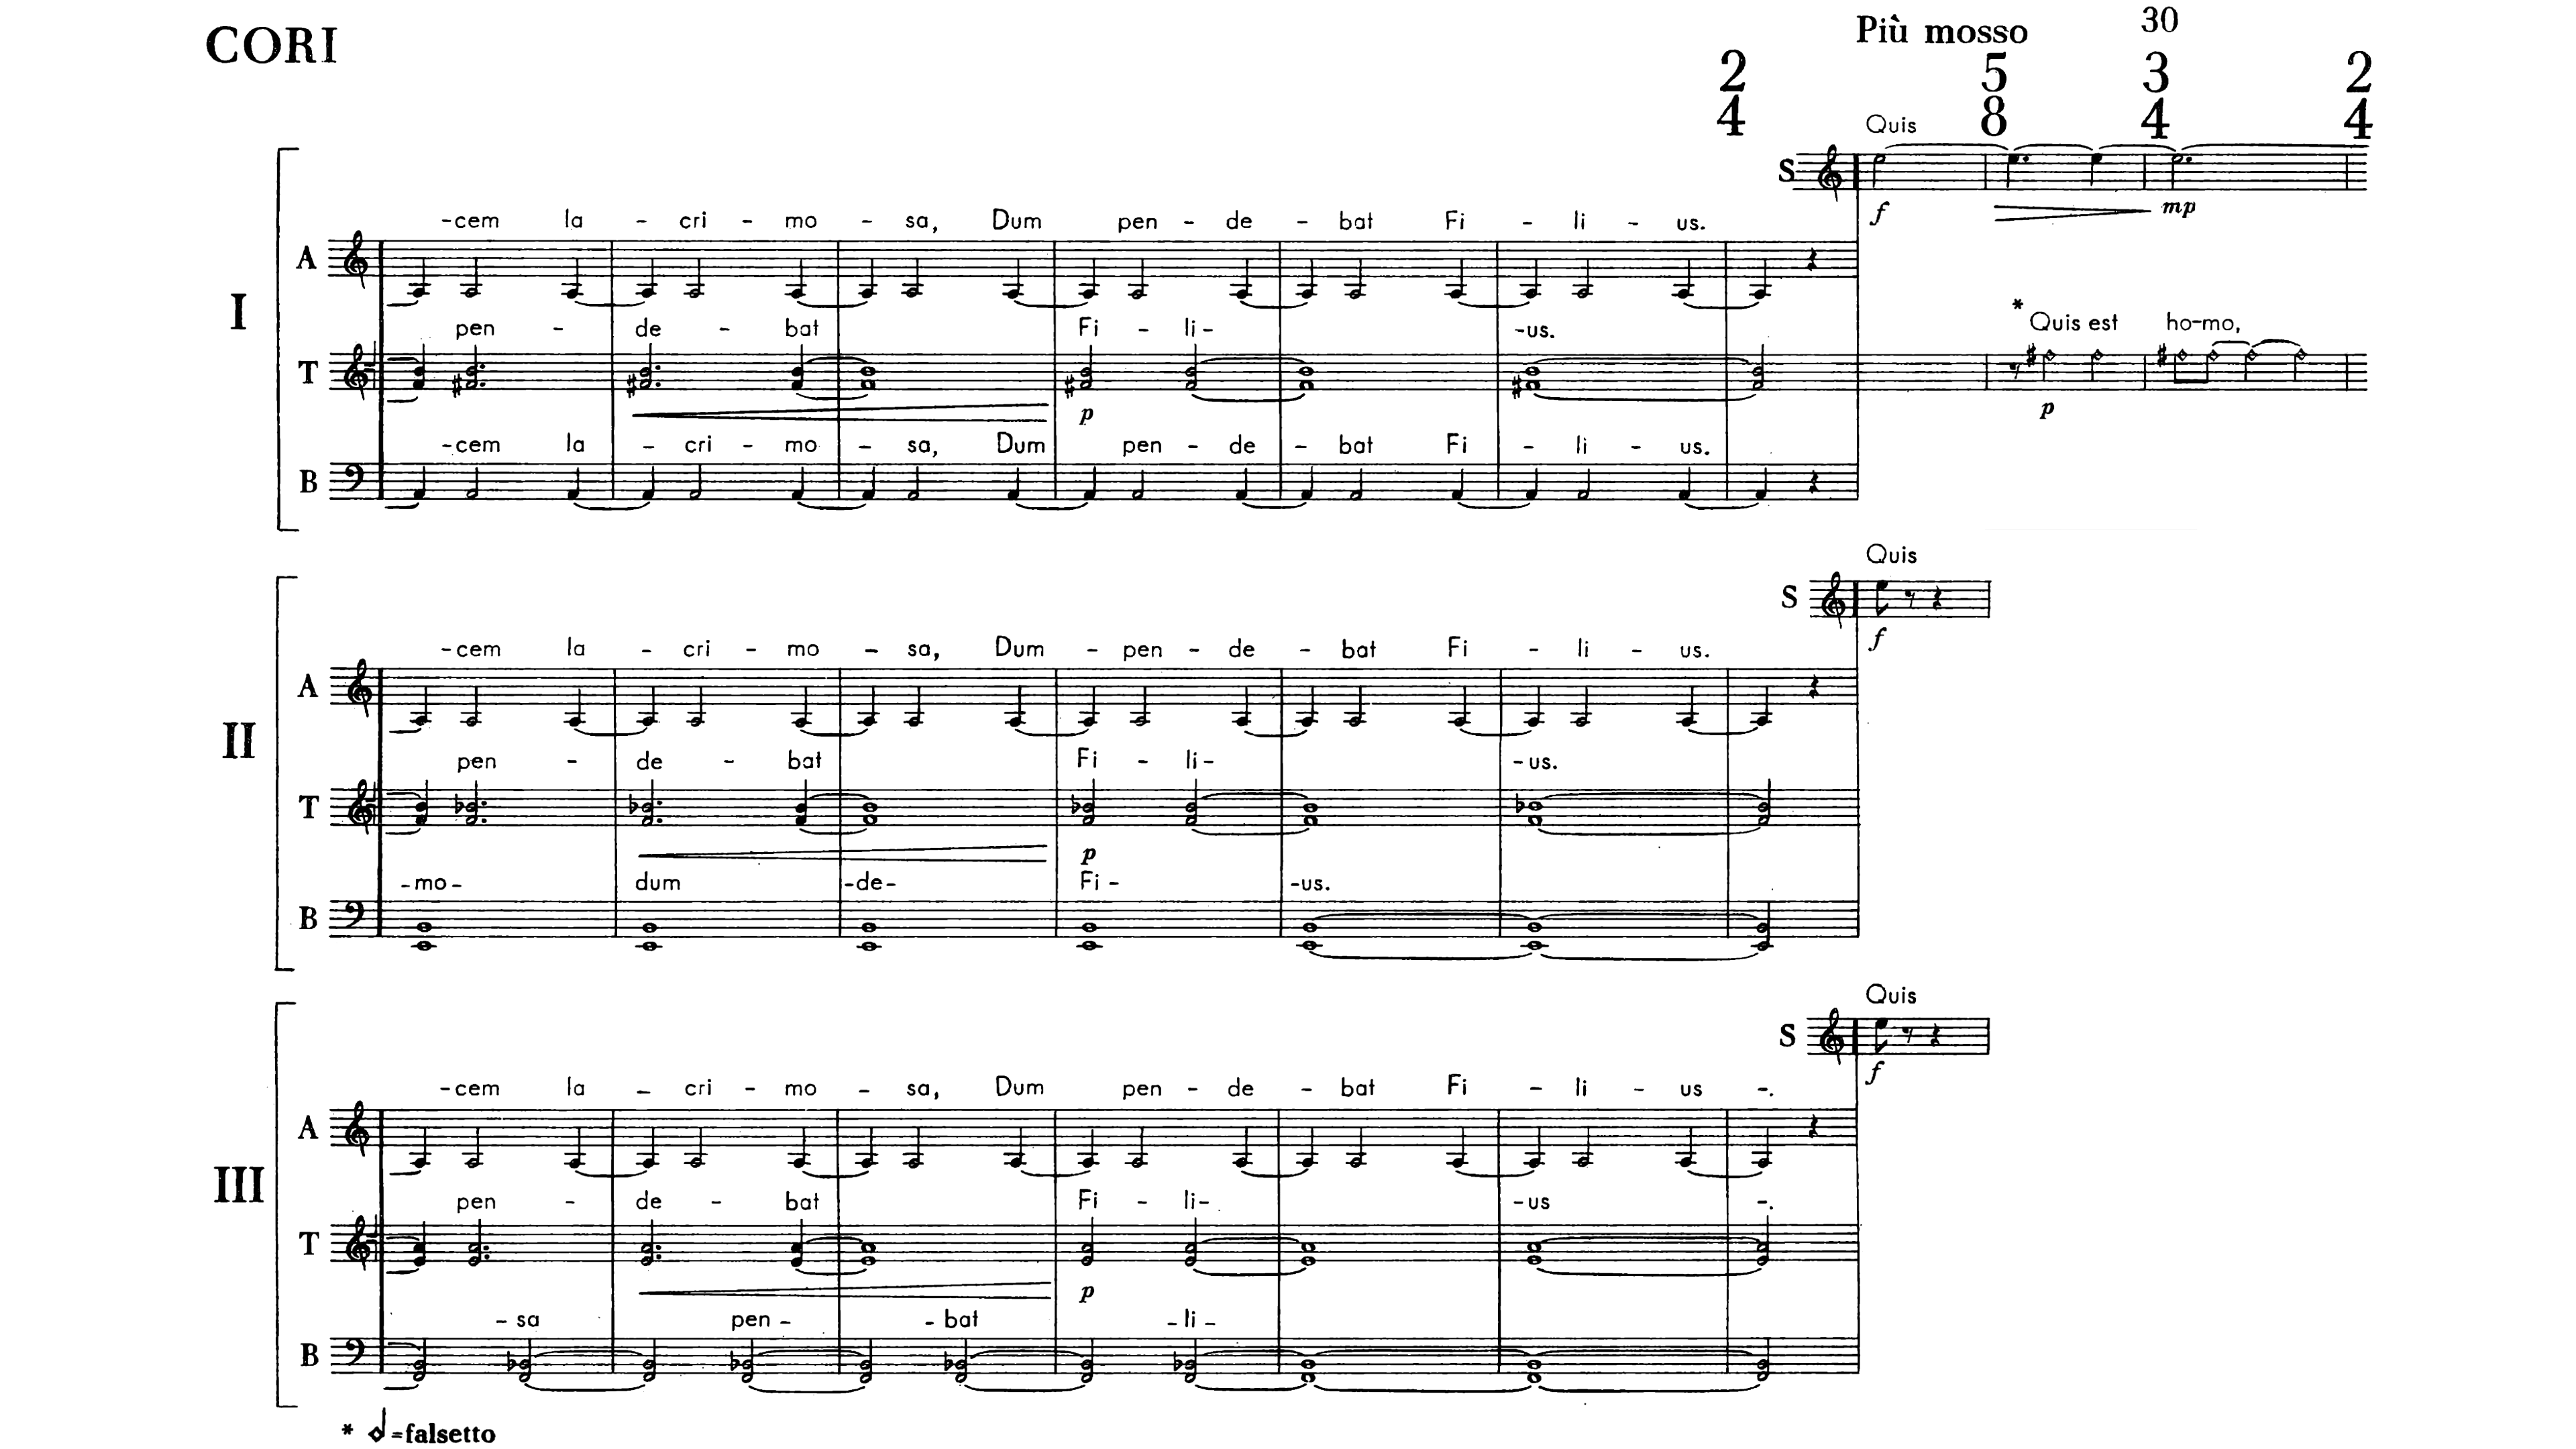 CORI
Più mosso
30
2 5 3 2
4 8 4 4
Quis
S
f mp
-cem la - cri - mo - sa, Dum pen - de - bat Fi - li - us.
A
I
*
pen - de - bat Fi - li- -us. Quis est ho-mo,
T
p p
-cem la - cri - mo - sa, Dum pen - de - bat Fi - li - us.
B
Quis
S
f
-cem la - cri - mo - sa, Dum - pen - de - bat Fi - li - us.
A
II
pen - de - bat Fi - li- -us.
T
p
-mo- dum -de- Fi- -us.
B
Quis
S
f
-cem la - cri - mo - sa, Dum pen - de - bat Fi - li - us -.
A
III
pen - de - bat Fi - li- -us -.
T
p
-sa pen- -bat -li-
B
* =falsetto